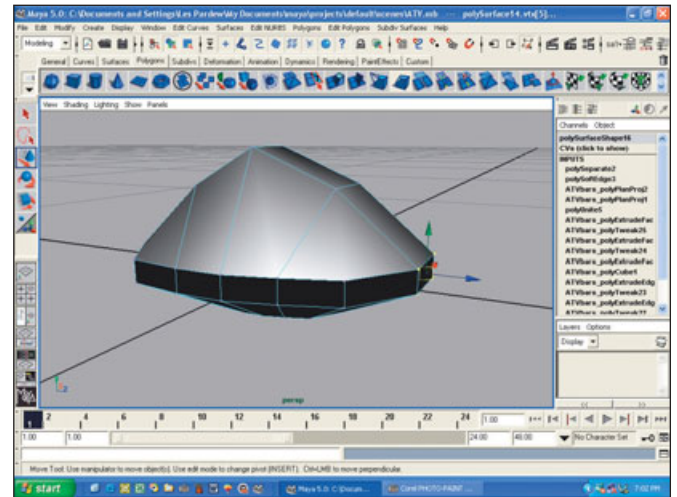 Maya 5.0: C:\Documents and Settings\Les Pardew\My Documents\maya\projects\default\scenes\ATV.mb --- polySurface54.vtx[5]...
File Edit Modify Create Display Window Edit Curves Surfaces Edit NURBS Polygons Edit Polygons Subdiv Surfaces Help
Modeling
General Curves Surfaces Polygons Subdivs Deformation Animation Dynamics Rendering PaintEffects Custom
View Shading Lighting Show Panels
Channels Object
polySurfaceShape16
CVs (click to show)
INPUTS
polySeparate2
polySoftEdge3
ATVbars_polyPlanProj2
ATVbars_polyPlanProj1
polyUnite5
ATVbars_polyExtrudeFac
ATVbars_polyTweak25
ATVbars_polyExtrudeFac
ATVbars_polyTweak24
ATVbars_polyExtrudeFac
ATVbars_polyCube1
ATVbars_polyExtrudeEdg
ATVbars_polyTweak23
ATVbars_polyExtrudeEdg
ATVbars_polyTweak22
Layers Options
Display
persp
2 4 6 8 10 12 14 16 18 20 22 24 1.00
1.00 1.00 24.00 48.00 No Character Set
Move Tool: Use manipulator to move object(s). Use edit mode to change pivot (INSERT). Ctrl+LMB to move perpendicular.
start Maya 5.0: C:\Docum... Corel PHOTO-PAINT ... 7:02 PM